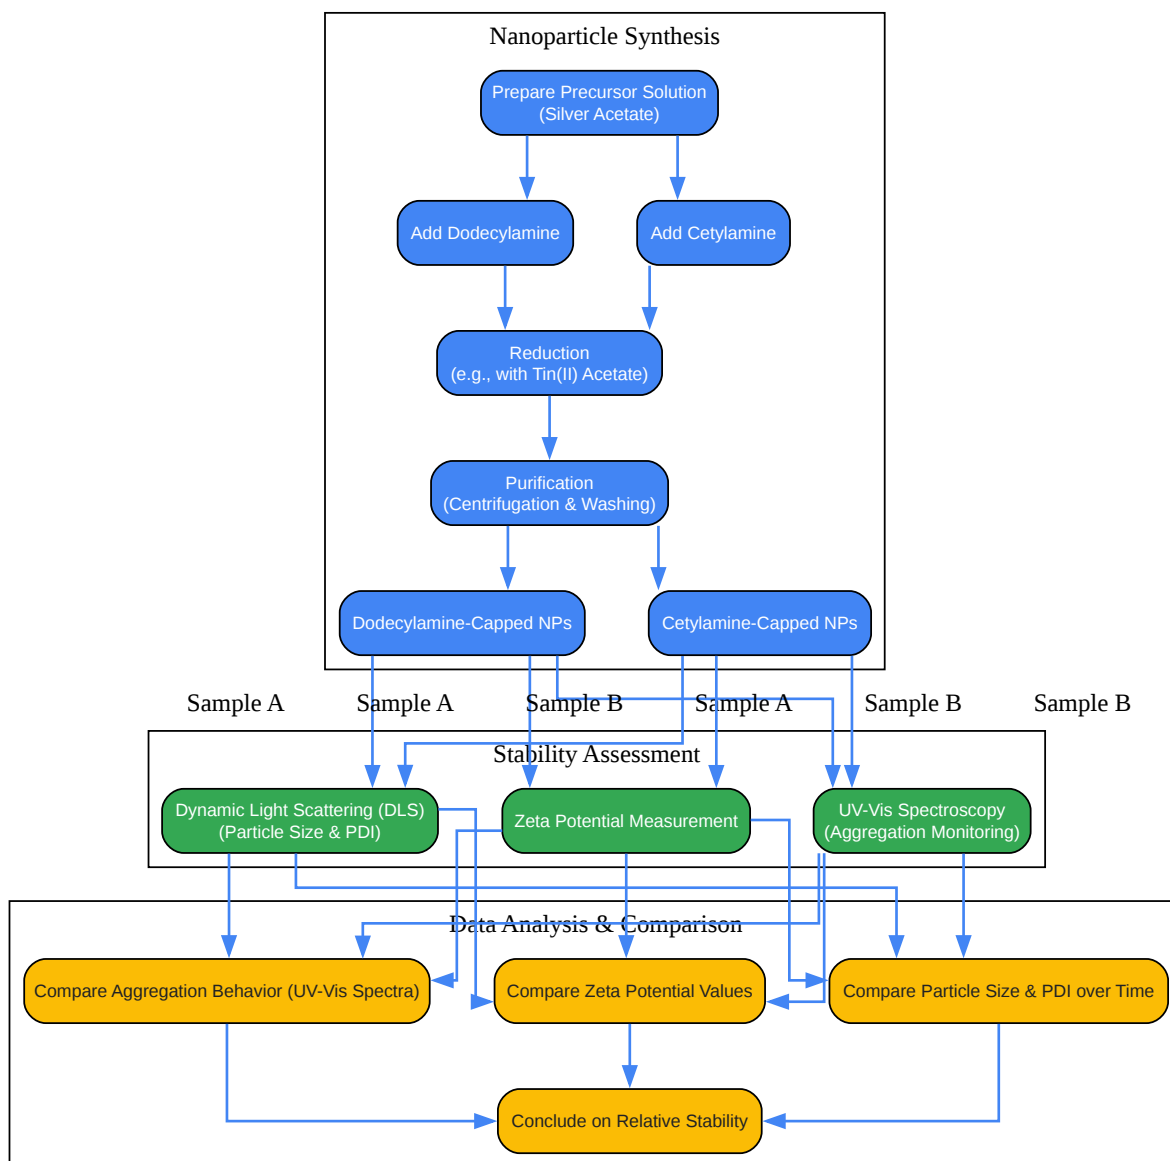 Nanoparticle Synthesis
Prepare Precursor Solution
(Silver Acetate)
Add Dodecylamine
Add Cetylamine
Reduction
(e.g., with Tin(II) Acetate)
Purification
(Centrifugation & Washing)
Dodecylamine-Capped NPs
Cetylamine-Capped NPs
Sample A
Sample A
Sample B
Sample A
Sample B
Sample B
Stability Assessment
Dynamic Light Scattering (DLS)
(Particle Size & PDI)
Zeta Potential Measurement
UV-Vis Spectroscopy
(Aggregation Monitoring)
Data Analysis & Comparison
Compare Aggregation Behavior (UV-Vis Spectra)
Compare Zeta Potential Values
Compare Particle Size & PDI over Time
Conclude on Relative Stability